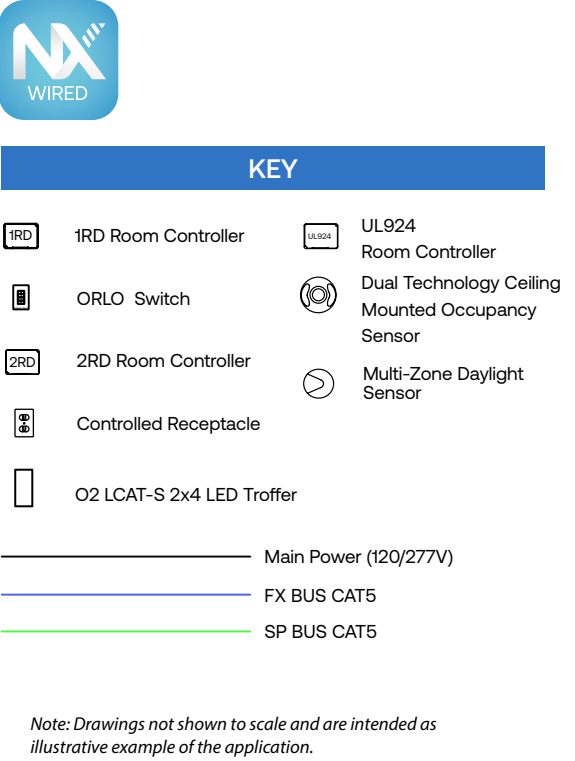 NX
WIRED
KEY
1RD
1RD Room Controller
UL924
UL924
Room Controller
ORLO Switch
Dual Technology Ceiling
Mounted Occupancy
Sensor
2RD
2RD Room Controller
Multi-Zone Daylight
Sensor
Controlled Receptacle
O2 LCAT-S 2x4 LED Troffer
Main Power (120/277V)
FX BUS CAT5
SP BUS CAT5
Note: Drawings not shown to scale and are intended as
illustrative example of the application.